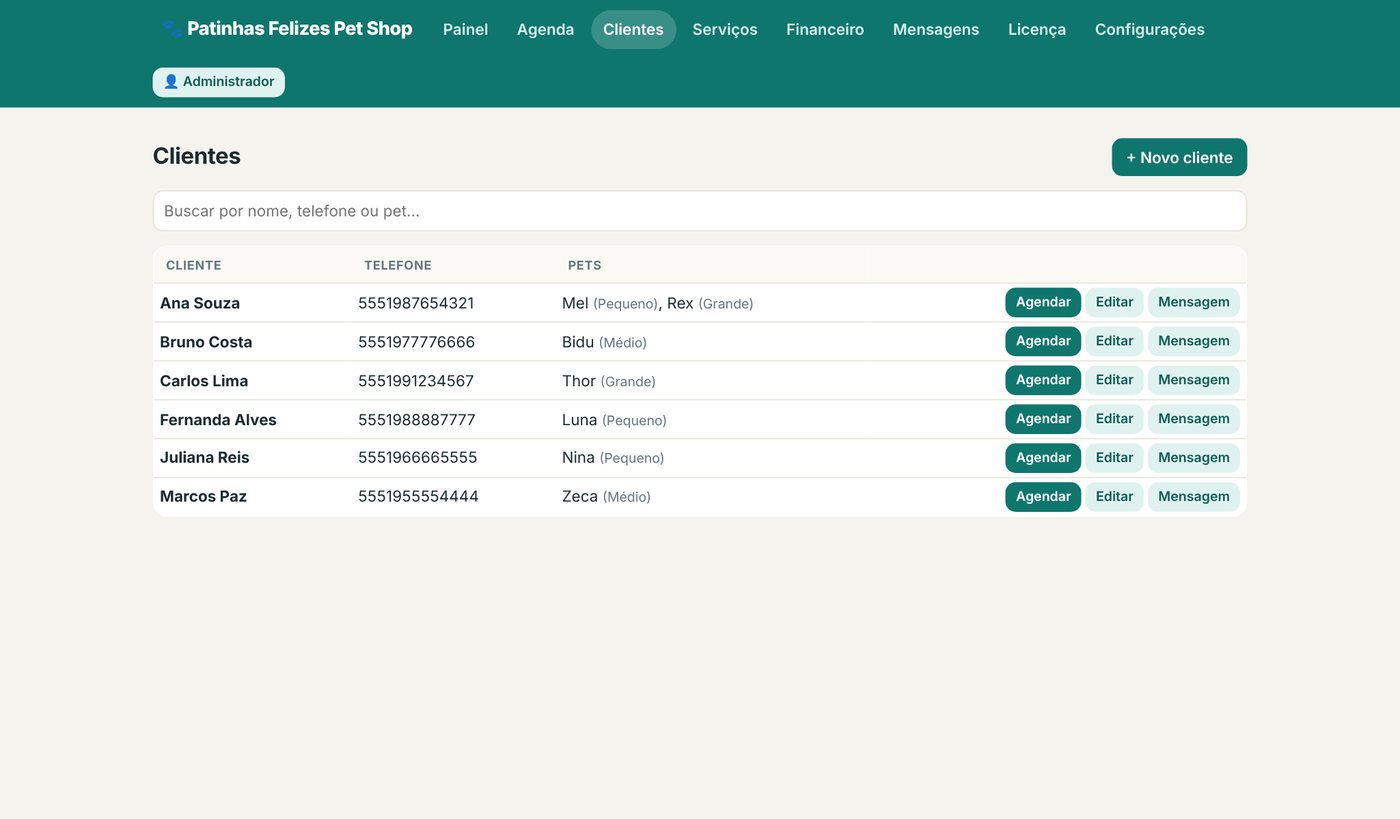 🐾 Patinhas Felizes Pet Shop Painel Agenda Clientes Serviços Financeiro Mensagens Licença Configurações
👤 Administrador
Clientes + Novo cliente
Buscar por nome, telefone ou pet...
CLIENTE TELEFONE PETS
Ana Souza 5551987654321 Mel (Pequeno), Rex (Grande) Agendar Editar Mensagem
Bruno Costa 5551977776666 Bidu (Médio) Agendar Editar Mensagem
Carlos Lima 5551991234567 Thor (Grande) Agendar Editar Mensagem
Fernanda Alves 5551988887777 Luna (Pequeno) Agendar Editar Mensagem
Juliana Reis 5551966665555 Nina (Pequeno) Agendar Editar Mensagem
Marcos Paz 5551955554444 Zeca (Médio) Agendar Editar Mensagem